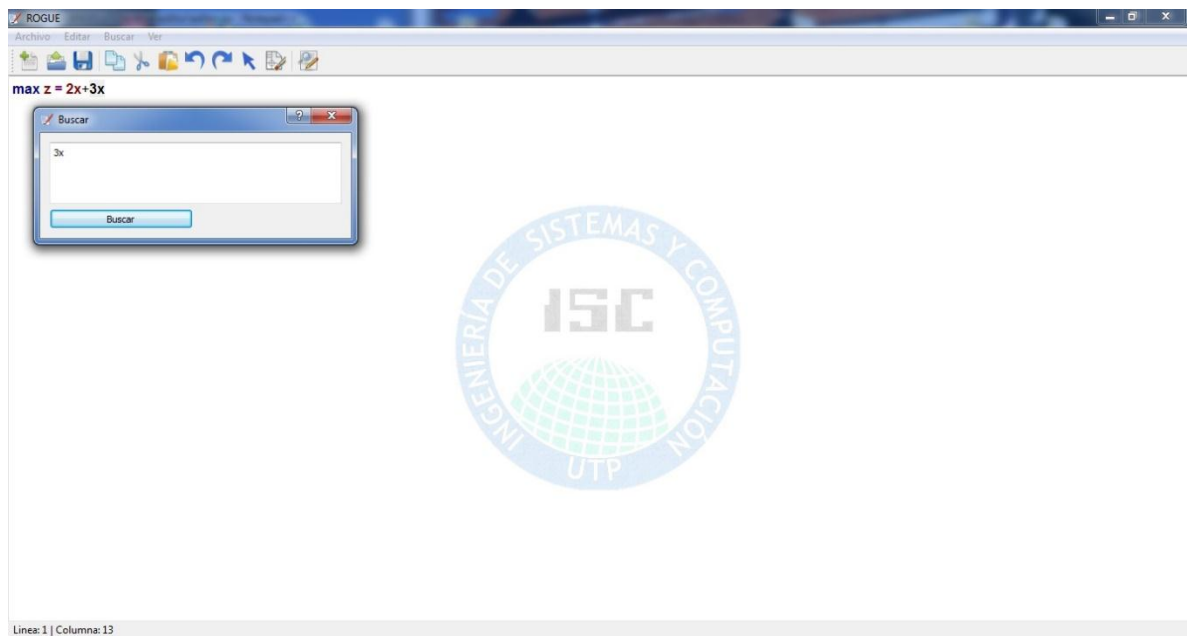 ROGUE
Archivo Editar Buscar Ver
max z = 2x+3x
Buscar
3x
Buscar
INGENIERÍA DE SISTEMAS Y COMPUTACIÓN
ISC
UTP
Linea: 1 | Columna: 13